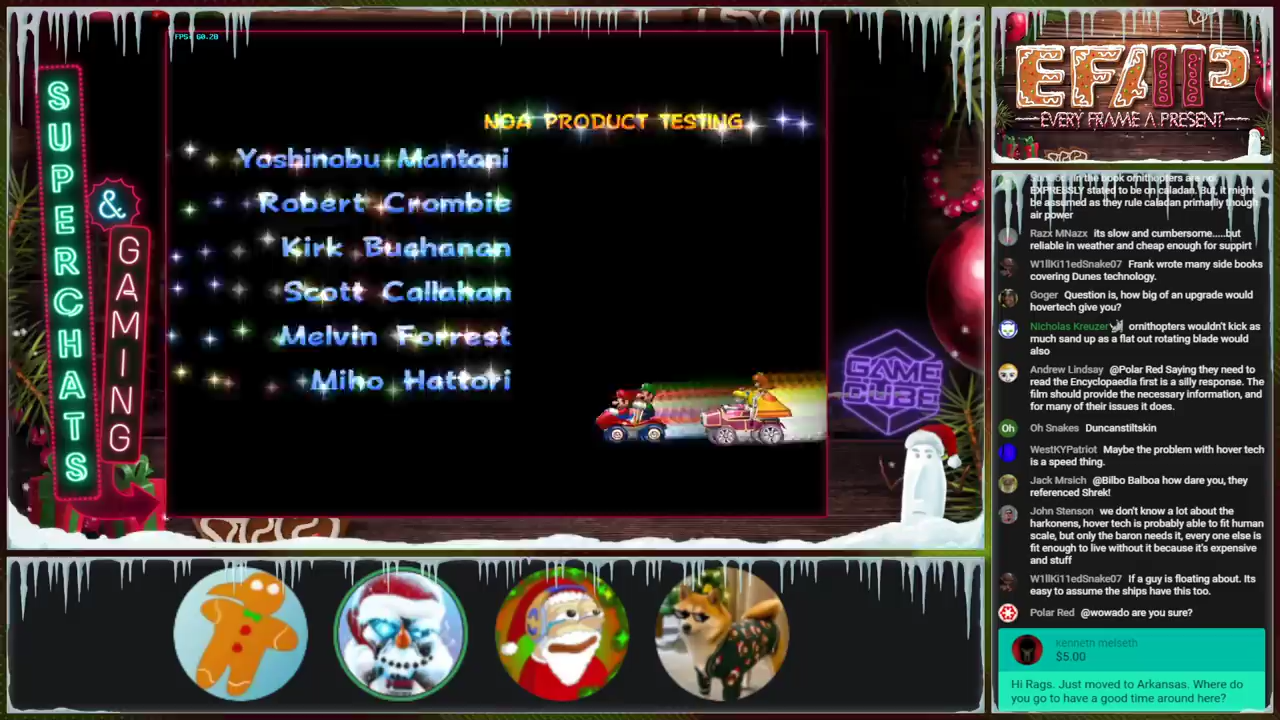 SUPERCHATS
&
GAMING
FPS: 60.20
NOA PRODUCT TESTING
Yoshinobu Mantani
Robert Crombie
Kirk Buchanan
Scott Callahan
Melvin Forrest
Miho Hattori
GAME
CUBE
EFAP
EVERY FRAME A PRESENT
in the book ornithopters are not
EXPRESSLY stated to be on caladan. But, it might
be assumed as they rule caladan primarliy though
air power
Razx MNazx its slow and cumbersome.....but
reliable in weather and cheap enough for suppirt
W1llKi11edSnake07 Frank wrote many side books
covering Dunes technology.
Goger Question is, how big of an upgrade would
hovertech give you?
Nicholas Kreuzer ornithopters wouldn't kick as
much sand up as a flat out rotating blade would
also
Andrew Lindsay @Polar Red Saying they need to
read the Encyclopaedia first is a silly response. The
film should provide the necessary information, and
for many of their issues it does.
Oh Oh Snakes Duncanstiltskin
WestKYPatriot Maybe the problem with hover tech
is a speed thing.
Jack Mrsich @Bilbo Balboa how dare you, they
referenced Shrek!
John Stenson we don't know a lot about the
harkonens, hover tech is probably able to fit human
scale, but only the baron needs it, every one else is
fit enough to live without it because it's expensive
and stuff
W1llKi11edSnake07 If a guy is floating about. Its
easy to assume the ships have this too.
Polar Red @wowado are you sure?
kenneth melseth
$5.00
Hi Rags. Just moved to Arkansas. Where do
you go to have a good time around here?